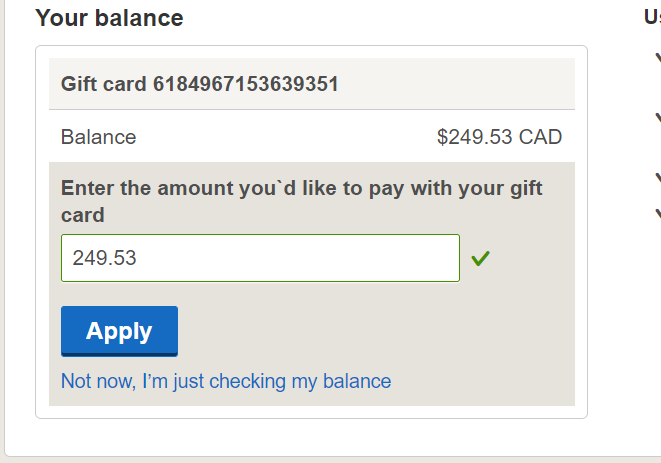 Your balance
Gift card 6184967153639351
Balance $249.53 CAD
Enter the amount you`d like to pay with your gift
card
249.53
Apply
Not now, I’m just checking my balance